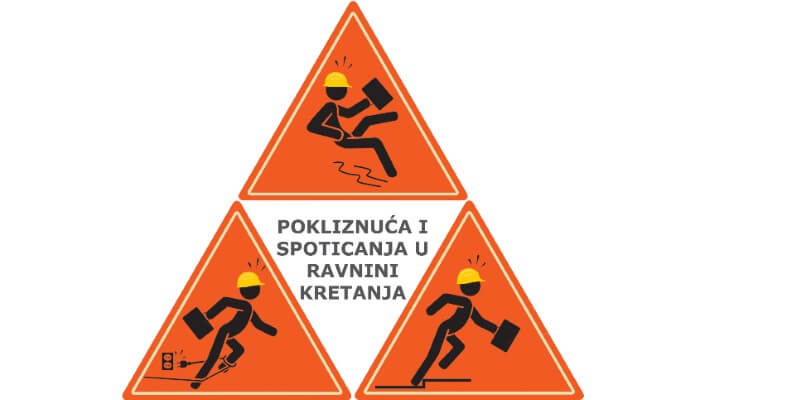 POKLIZNUĆA I
SPOTICANJA U
RAVNINI
KRETANJA